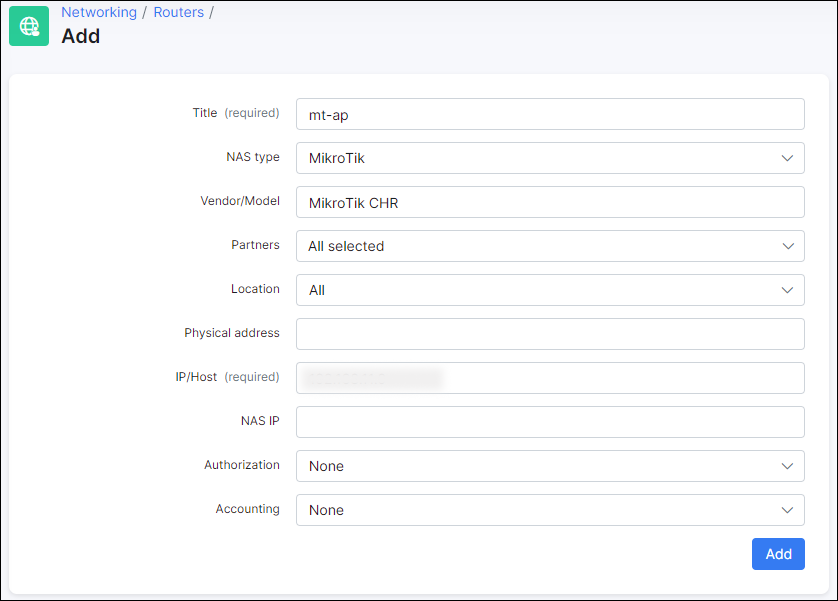 Networking / Routers /
Add
Title (required) mt-ap
NAS type MikroTik
Vendor/Model MikroTik CHR
Partners All selected
Location All
Physical address
IP/Host (required)
NAS IP
Authorization None
Accounting None
Add